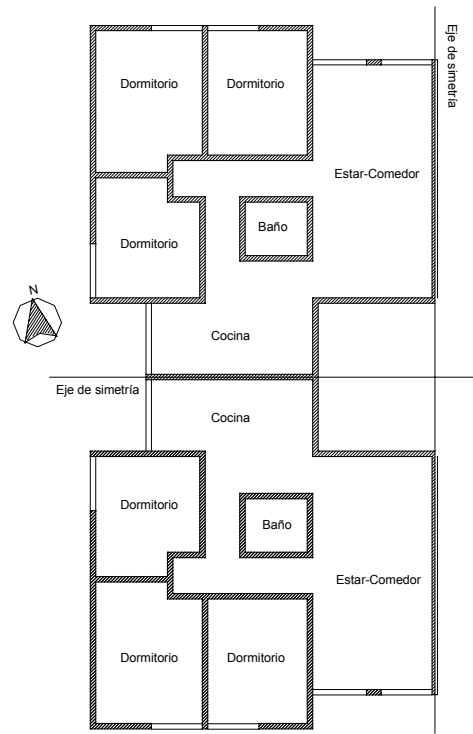 Eje de simetría
Dormitorio
Dormitorio
Estar-Comedor
Dormitorio
Baño
N
Cocina
Eje de simetría
Cocina
Dormitorio
Baño
Estar-Comedor
Dormitorio
Dormitorio